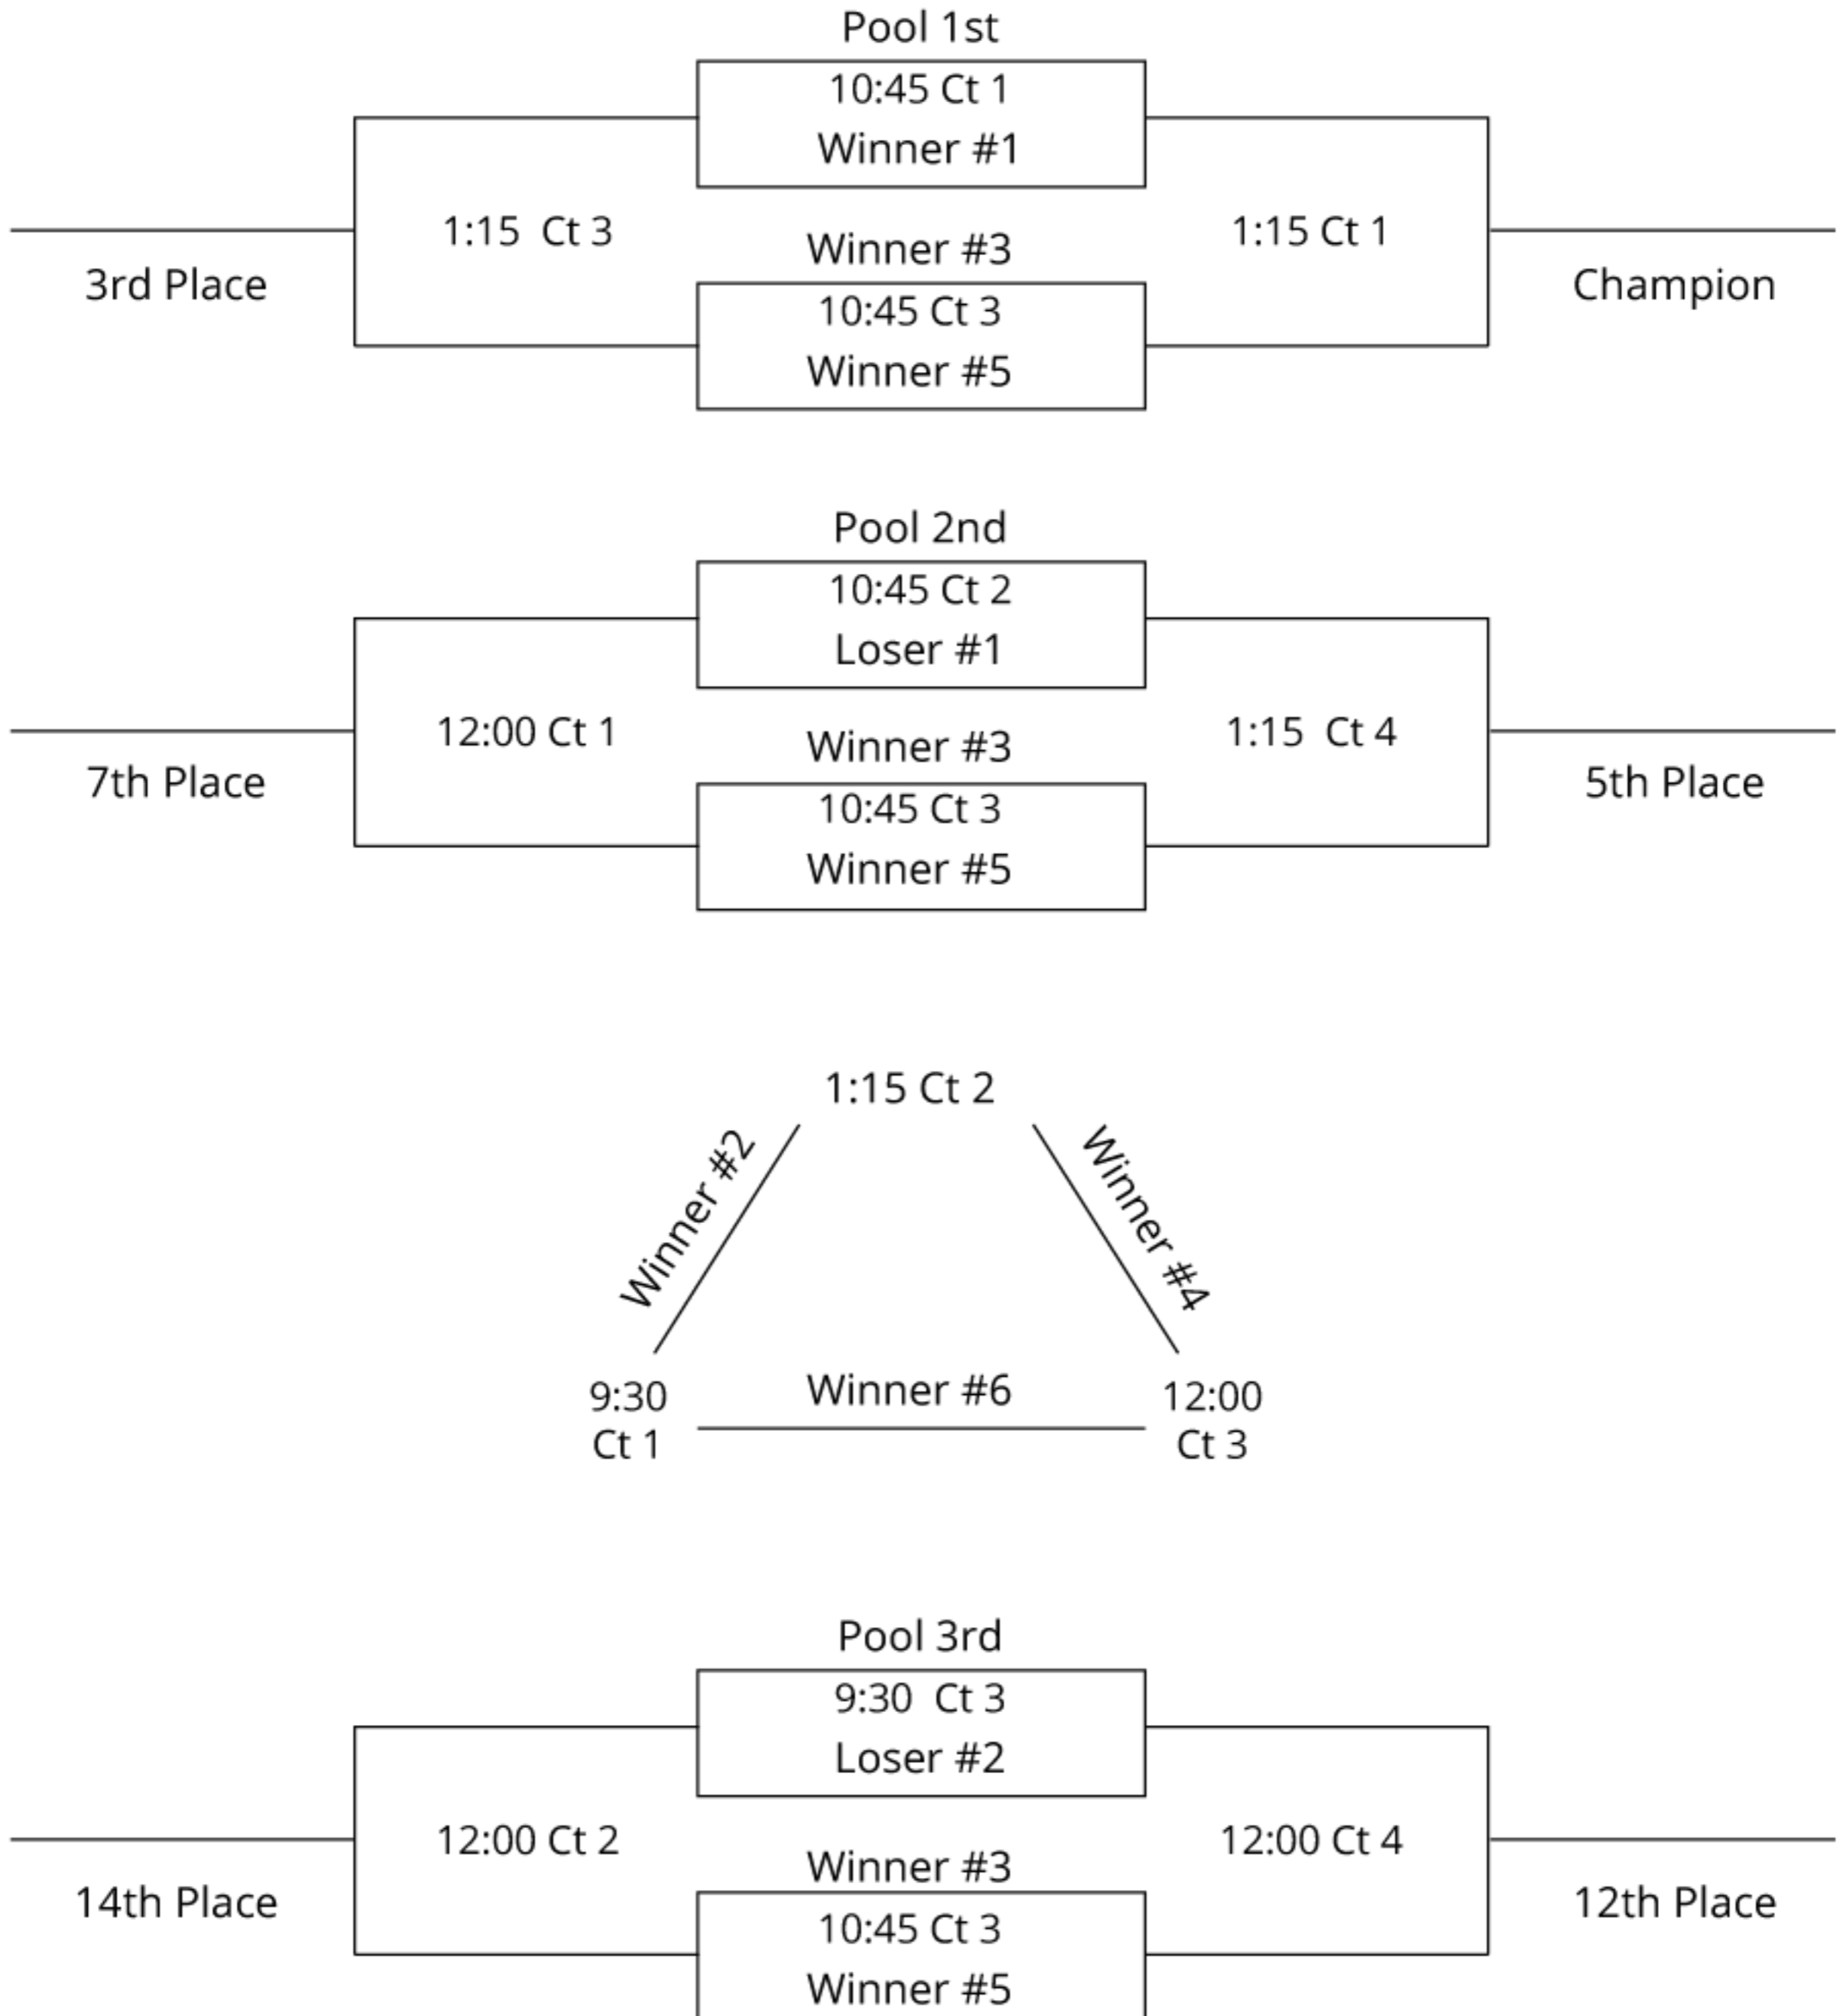 Pool 1st
10:45 Ct 1
Winner #1
1:15 Ct 3
Winner #3
1:15 Ct 1
3rd Place
10:45 Ct 3
Champion
Winner #5
Pool 2nd
10:45 Ct 2
Loser #1
12:00 Ct 1
Winner #3
1:15 Ct 4
7th Place
10:45 Ct 3
5th Place
Winner #5
1:15 Ct 2
Winner #2
Winner #4
9:30
Ct 1
Winner #6
12:00
Ct 3
Pool 3rd
9:30 Ct 3
Loser #2
12:00 Ct 2
Winner #3
12:00 Ct 4
14th Place
10:45 Ct 3
12th Place
Winner #5